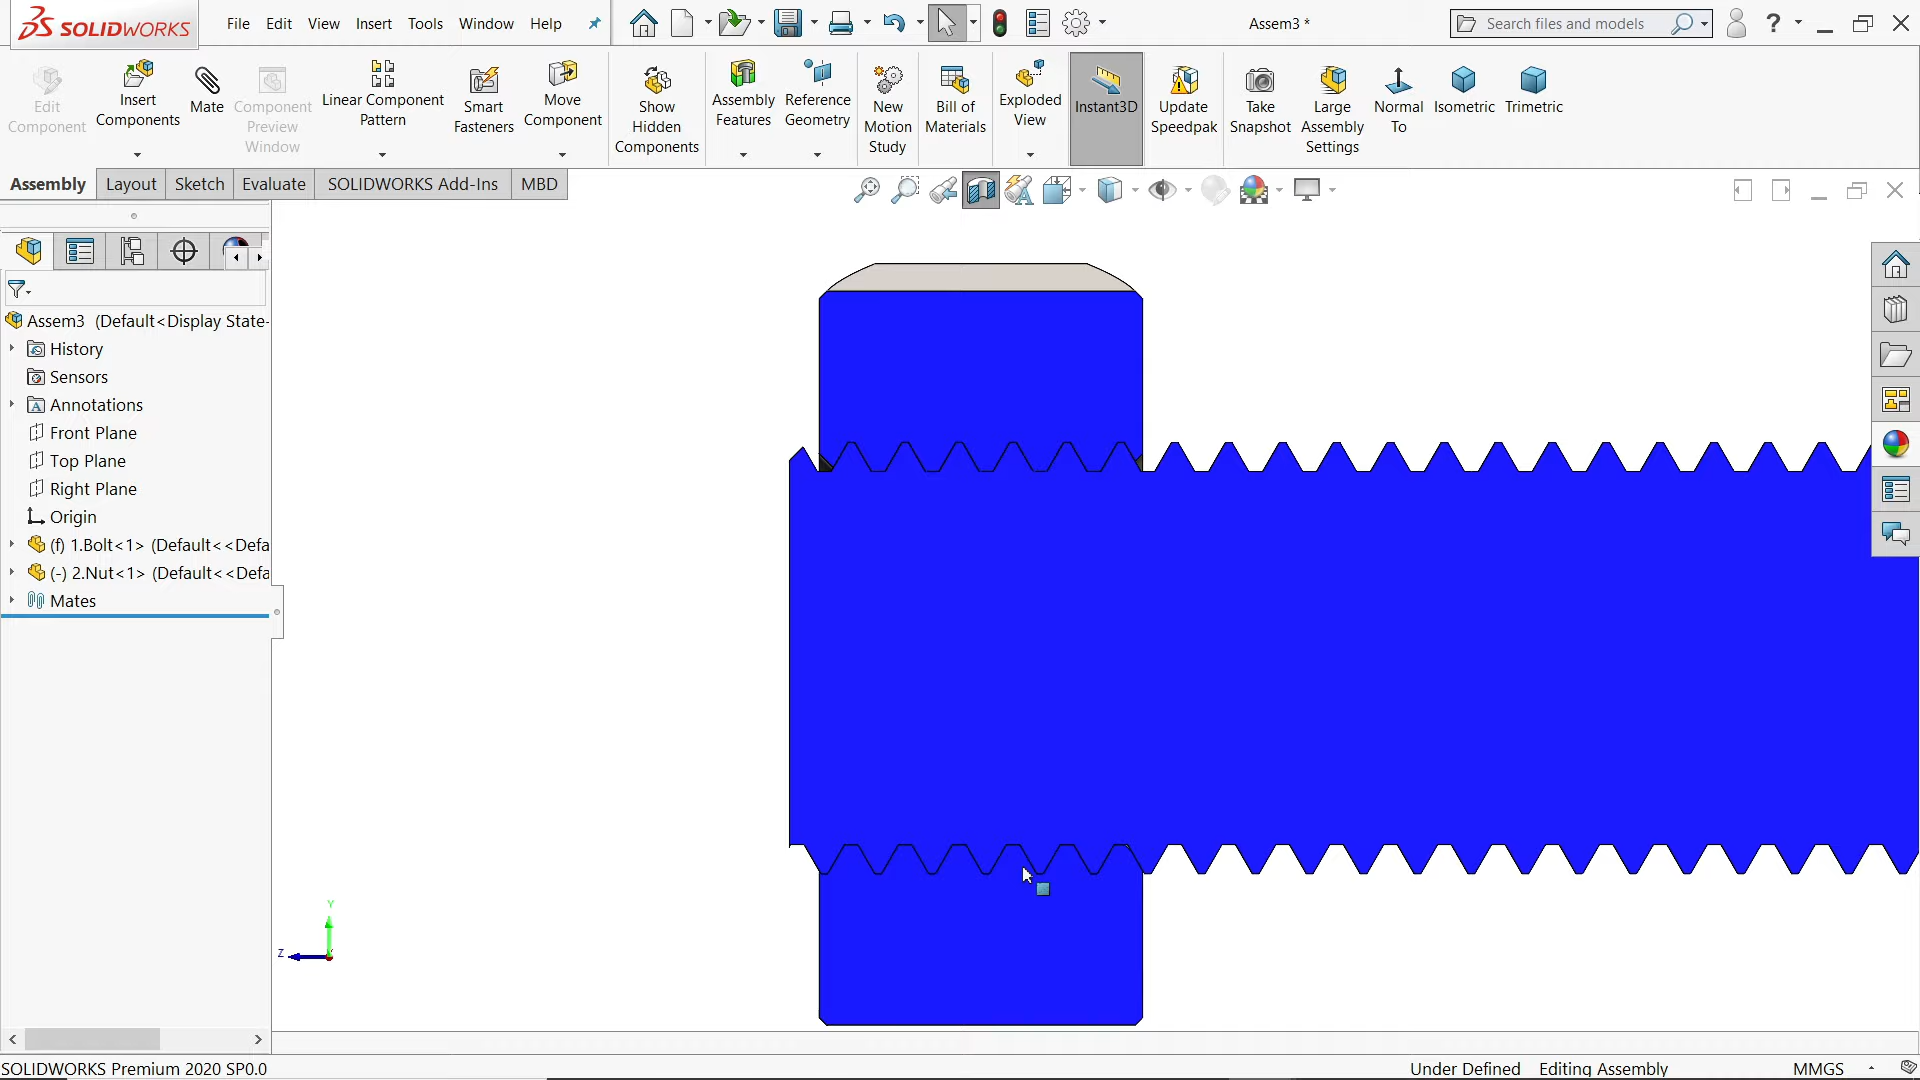 SOLIDWORKS
File Edit View Insert Tools Window Help
Assem3 *
Search files and models
?
Edit Component
Insert Components
Mate
Component Preview Window
Linear Component Pattern
Smart Fasteners
Move Component
Show Hidden Components
Assembly Features
Reference Geometry
New Motion Study
Bill of Materials
Exploded View
Instant3D
Update Speedpak
Take Snapshot
Large Assembly Settings
Normal To
Isometric
Trimetric
Assembly Layout Sketch Evaluate SOLIDWORKS Add-Ins MBD
Assem3 (Default<Display State-
History
Sensors
A Annotations
Front Plane
Top Plane
Right Plane
Origin
(f) 1.Bolt<1> (Default<<Defa
(-) 2.Nut<1> (Default<<Defa
Mates
Y
Z
SOLIDWORKS Premium 2020 SP0.0
Under Defined Editing Assembly MMGS